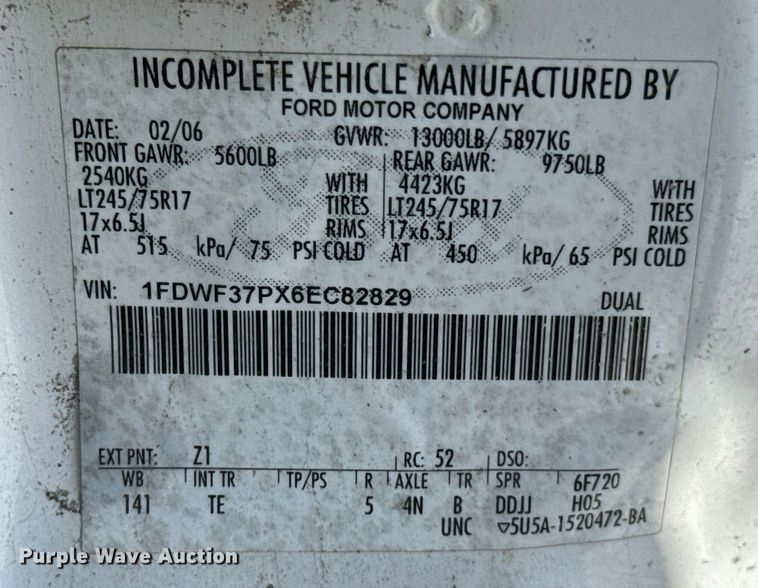 INCOMPLETE VEHICLE MANUFACTURED BY
FORD MOTOR COMPANY
DATE: 02/06 GVWR: 13000LB/ 5897KG
FRONT GAWR: 5600LB REAR GAWR: 9750LB
2540KG WITH 4423KG WITH
LT245/75R17 TIRES LT245/75R17 TIRES
17x6.5J RIMS 17x6.5J RIMS
AT 515 kPa/ 75 PSI COLD AT 450 kPa/ 65 PSI COLD
VIN: 1FDWF37PX6EC82829 DUAL
EXT PNT: Z1 RC: 52 DSO:
WB INT TR TP/PS R AXLE TR SPR 6F720
141 TE 5 4N B DDJJ H05
UNC ▽5U5A-1520472-BA
Purple Wave Auction